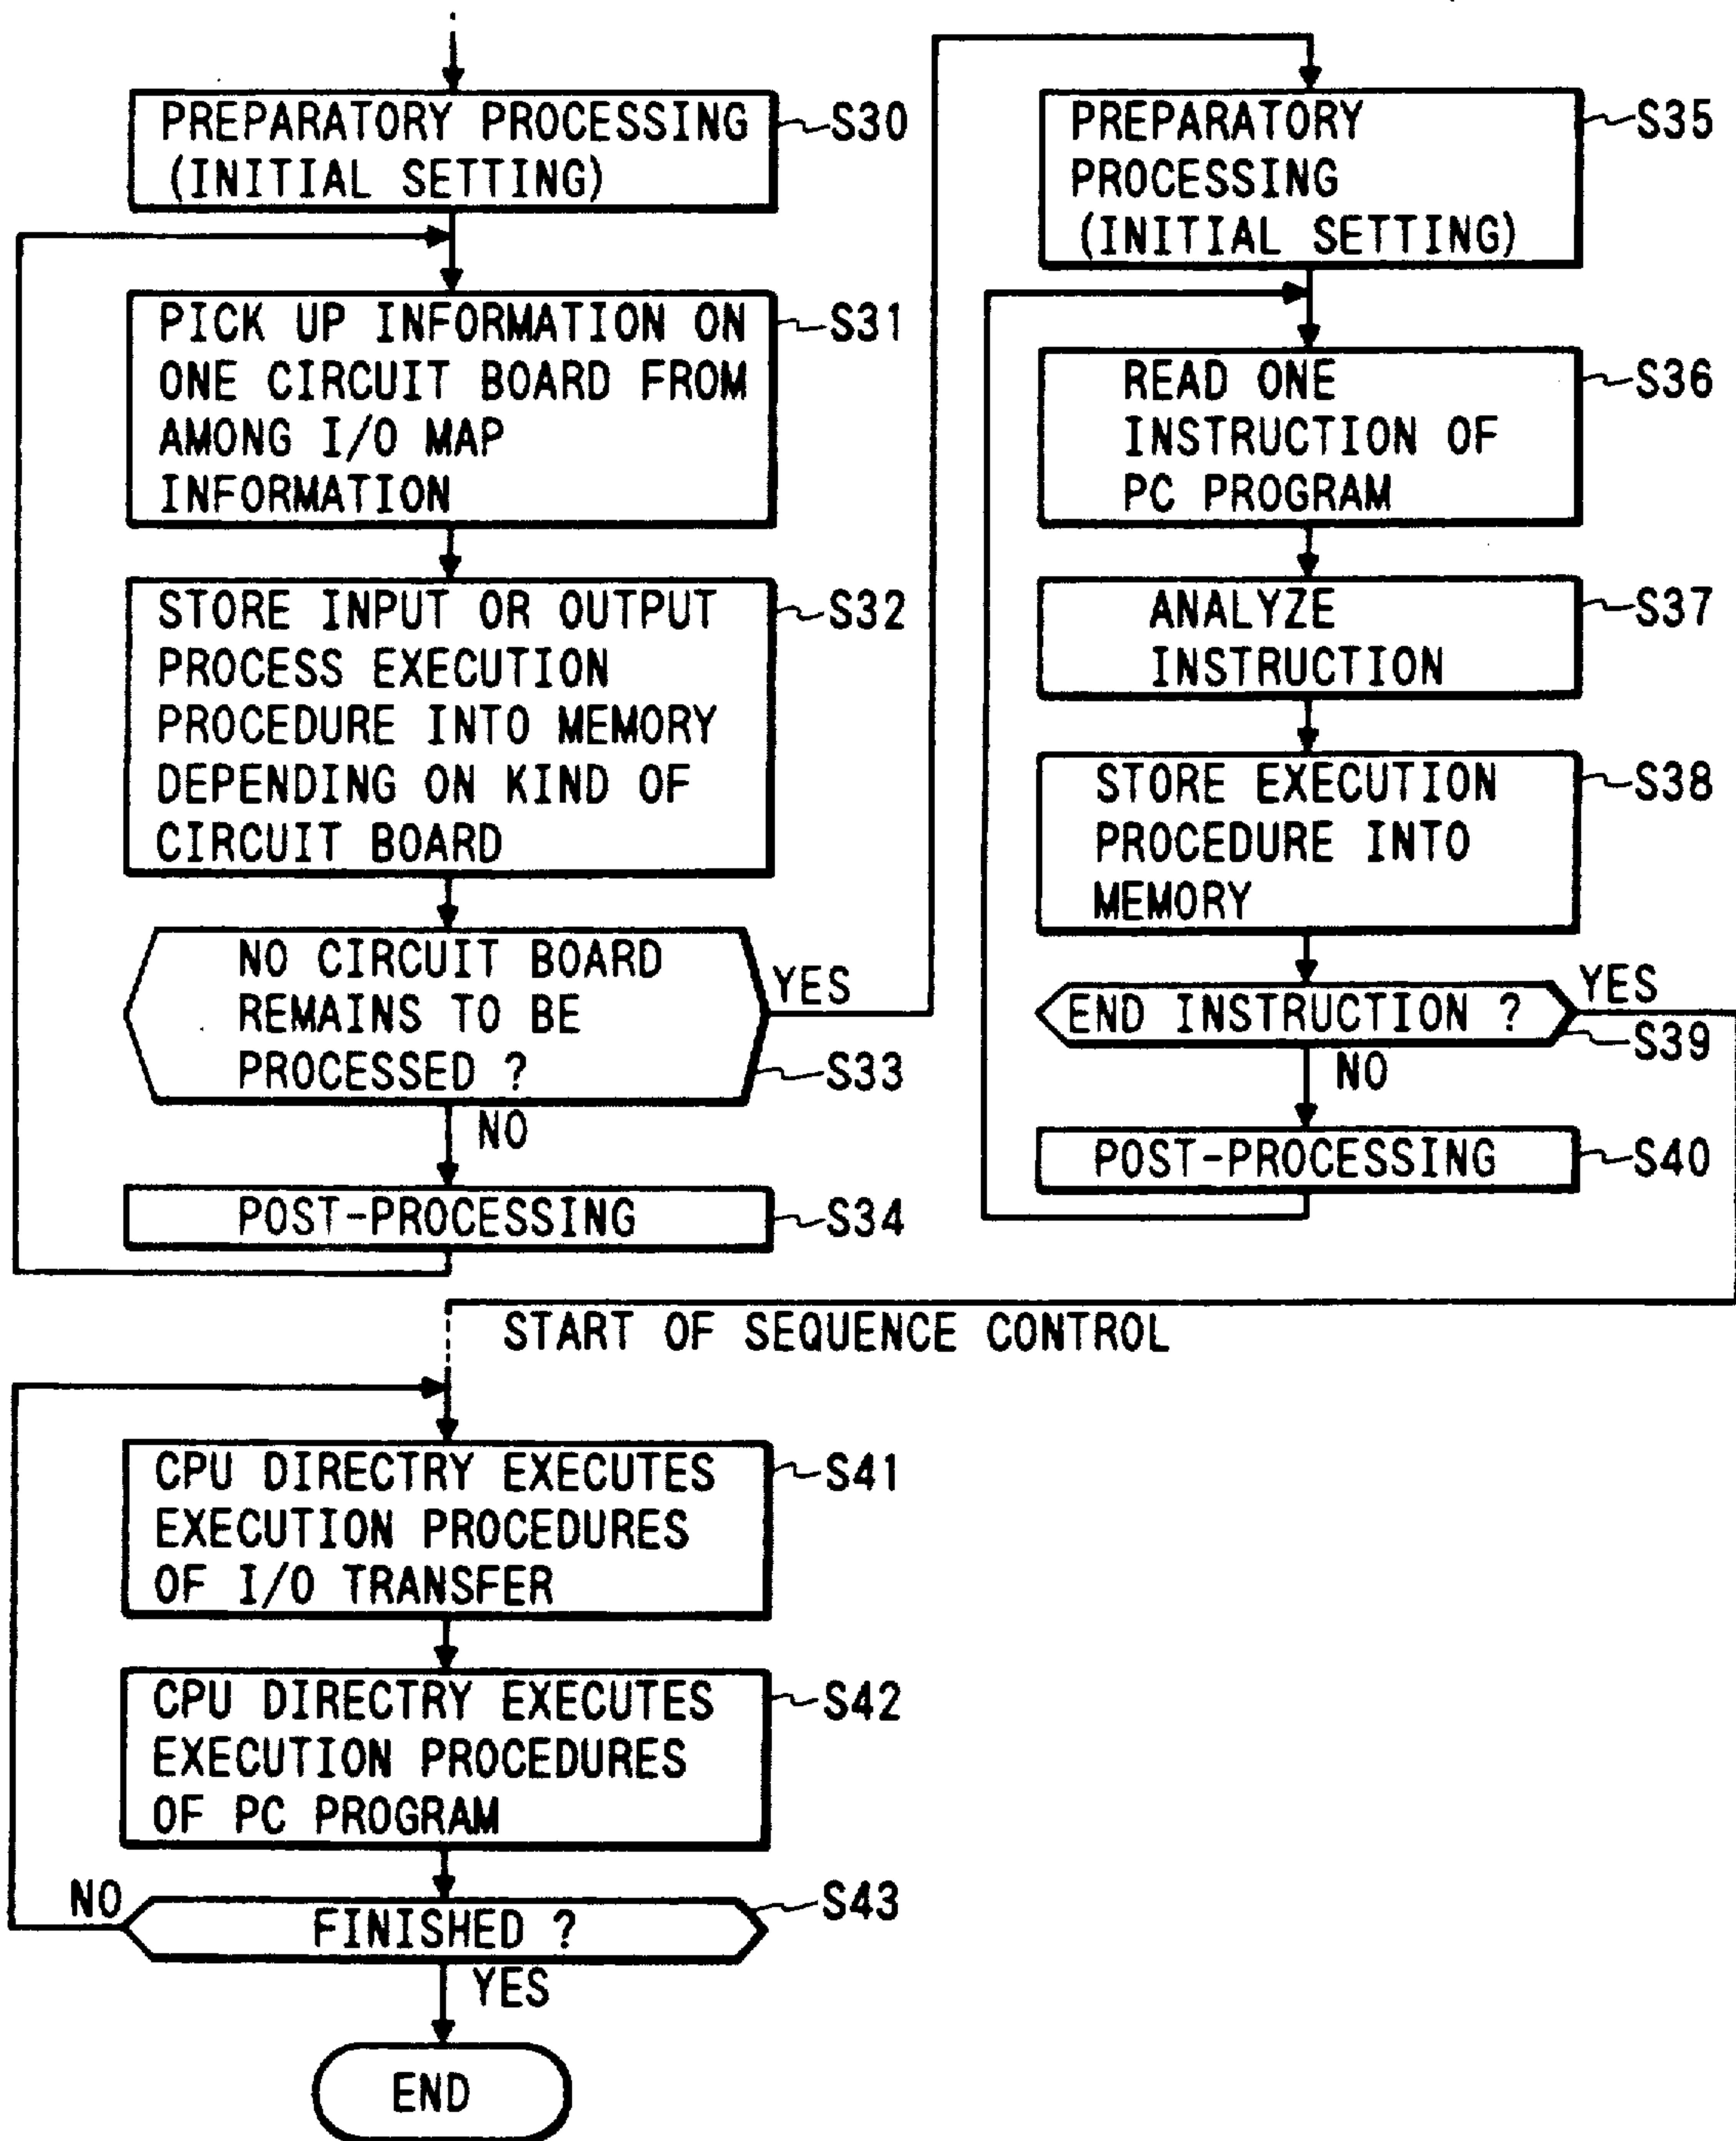 PREPARATORY PROCESSING
(INITIAL SETTING)
S30
PICK UP INFORMATION ON
ONE CIRCUIT BOARD FROM
AMONG I/O MAP
INFORMATION
S31
STORE INPUT OR OUTPUT
PROCESS EXECUTION
PROCEDURE INTO MEMORY
DEPENDING ON KIND OF
CIRCUIT BOARD
S32
NO CIRCUIT BOARD
REMAINS TO BE
PROCESSED ?
YES
S33
NO
POST-PROCESSING
S34
PREPARATORY
PROCESSING
(INITIAL SETTING)
S35
READ ONE
INSTRUCTION OF
PC PROGRAM
S36
ANALYZE
INSTRUCTION
S37
STORE EXECUTION
PROCEDURE INTO
MEMORY
S38
END INSTRUCTION ?
YES
S39
NO
POST-PROCESSING
S40
START OF SEQUENCE CONTROL
CPU DIRECTRY EXECUTES
EXECUTION PROCEDURES
OF I/O TRANSFER
S41
CPU DIRECTRY EXECUTES
EXECUTION PROCEDURES
OF PC PROGRAM
S42
NO
FINISHED ?
S43
YES
END